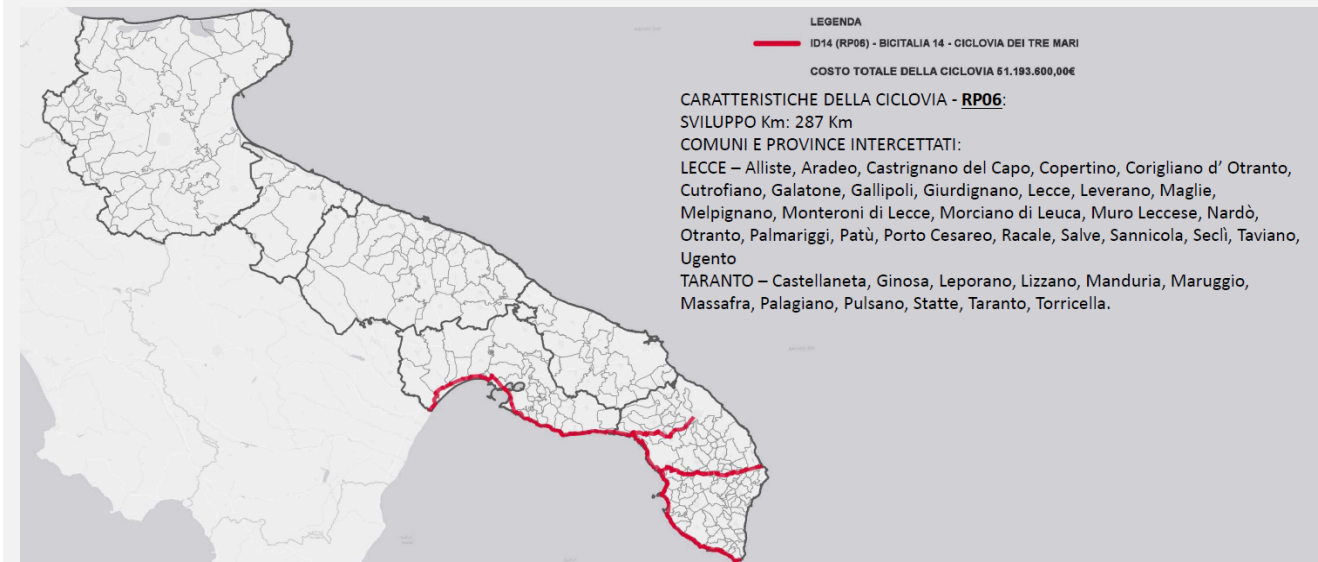 LEGENDA
ID14 (RP06) - BICITALIA 14 - CICLOVIA DEI TRE MARI
COSTO TOTALE DELLA CICLOVIA 51.193.600,00€
CARATTERISTICHE DELLA CICLOVIA - RP06:
SVILUPPO Km: 287 Km
COMUNI E PROVINCE INTERCETTATI:
LECCE – Alliste, Aradeo, Castrignano del Capo, Copertino, Corigliano d’ Otranto,
Cutrofiano, Galatone, Gallipoli, Giurdignano, Lecce, Leverano, Maglie,
Melpignano, Monteroni di Lecce, Morciano di Leuca, Muro Leccese, Nardò,
Otranto, Palmariggi, Patù, Porto Cesareo, Racale, Salve, Sannicola, Seclì, Taviano,
Ugento
TARANTO – Castellaneta, Ginosa, Leporano, Lizzano, Manduria, Maruggio,
Massafra, Palagiano, Pulsano, Statte, Taranto, Torricella.